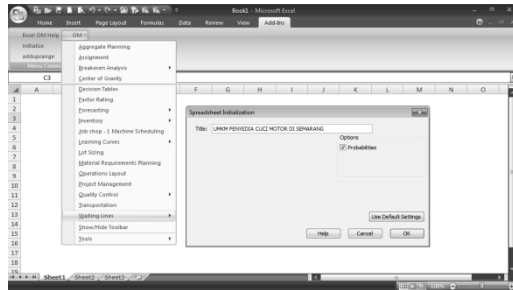 Book1 - Microsoft Excel
Home Insert Page Layout Formulas Data Review View Add-Ins
Excel OM Help OM
initialize
adduprange
Menu Commands
C3
Aggregate Planning
Assignment
Breakeven Analysis
Center of Gravity
Decision Tables
Factor Rating
Forecasting
Inventory
Job shop - 1 Machine Scheduling
Learning Curves
Lot Sizing
Material Requirements Planning
Operations Layout
Project Management
Quality Control
Transportation
Waiting Lines
Show/Hide Toolbar
Tools
A F G H I J K L M N O
1
2
3
4
5
6
7
8
9
10
11
12
13
14
15
16
17
18
19
Spreadsheet Initialization
Title: UMKM PENYEDIA CUCI MOTOR DI SEMARANG
Options
Probabilities
Use Default Settings
Help Cancel OK
Sheet1 Sheet2 Sheet3
100%